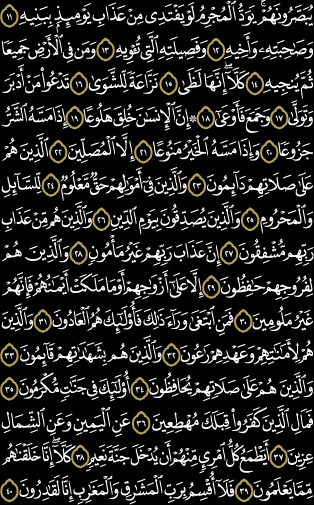 يُبَصَّرُونَهُمْ ۚ يَوَدُّ ٱلْمُجْرِمُ لَوْ يَفْتَدِى مِنْ عَذَابِ يَوْمِئِذٍۭ بِبَنِيهِ ١١
وَصَٰحِبَتِهِۦ وَأَخِيهِ ١٢ وَفَصِيلَتِهِ ٱلَّتِى تُـْٔوِيهِ ١٣ وَمَن فِى ٱلْأَرْضِ جَمِيعًا
ثُمَّ يُنجِيهِ ١٤ كَلَّآ ۖ إِنَّهَا لَظَىٰ ١٥ نَزَّاعَةً لِّلشَّوَىٰ ١٦ تَدْعُوا۟ مَنْ أَدْبَرَ
وَتَوَلَّىٰ ١٧ وَجَمَعَ فَأَوْعَىٰٓ ١٨ ۞ إِنَّ ٱلْإِنسَٰنَ خُلِقَ هَلُوعًا ١٩ إِذَا مَسَّهُ ٱلشَّرُّ
جَزُوعًا ٢٠ وَإِذَا مَسَّهُ ٱلْخَيْرُ مَنُوعًا ٢١ إِلَّا ٱلْمُصَلِّينَ ٢٢ ٱلَّذِينَ هُمْ
عَلَىٰ صَلَاتِهِمْ دَآئِمُونَ ٢٣ وَٱلَّذِينَ فِىٓ أَمْوَٰلِهِمْ حَقٌّ مَّعْلُومٌ ٢٤ لِّلسَّآئِلِ
وَٱلْمَحْرُومِ ٢٥ وَٱلَّذِينَ يُصَدِّقُونَ بِيَوْمِ ٱلدِّينِ ٢٦ وَٱلَّذِينَ هُم مِّنْ عَذَابِ
رَبِّهِم مُّشْفِقُونَ ٢٧ إِنَّ عَذَابَ رَبِّهِمْ غَيْرُ مَأْمُونٍ ٢٨ وَٱلَّذِينَ هُمْ
لِفُرُوجِهِمْ حَٰفِظُونَ ٢٩ إِلَّا عَلَىٰٓ أَزْوَٰجِهِمْ أَوْ مَا مَلَكَتْ أَيْمَٰنُهُمْ فَإِنَّهُمْ
غَيْرُ مَلُومِينَ ٣٠ فَمَنِ ٱبْتَغَىٰ وَرَآءَ ذَٰلِكَ فَأُو۟لَٰٓئِكَ هُمُ ٱلْعَادُونَ ٣١ وَٱلَّذِينَ
هُمْ لِأَمَٰنَٰتِهِمْ وَعَهْدِهِمْ رَٰعُونَ ٣٢ وَٱلَّذِينَ هُم بِشَهَٰدَٰتِهِمْ قَآئِمُونَ ٣٣
وَٱلَّذِينَ هُمْ عَلَىٰ صَلَاتِهِمْ يُحَافِظُونَ ٣٤ أُو۟لَٰٓئِكَ فِى جَنَّٰتٍ مُّكْرَمُونَ ٣٥
فَمَالِ ٱلَّذِينَ كَفَرُوا۟ قِبَلَكَ مُهْطِعِينَ ٣٦ عَنِ ٱلْيَمِينِ وَعَنِ ٱلشِّمَالِ
عِزِينَ ٣٧ أَيَطْمَعُ كُلُّ ٱمْرِئٍ مِّنْهُمْ أَن يُدْخَلَ جَنَّةَ نَعِيمٍ ٣٨ كَلَّآ ۖ إِنَّا خَلَقْنَٰهُم
مِّمَّا يَعْلَمُونَ ٣٩ فَلَآ أُقْسِمُ بِرَبِّ ٱلْمَشَٰرِقِ وَٱلْمَغَٰرِبِ إِنَّا لَقَٰدِرُونَ ٤٠